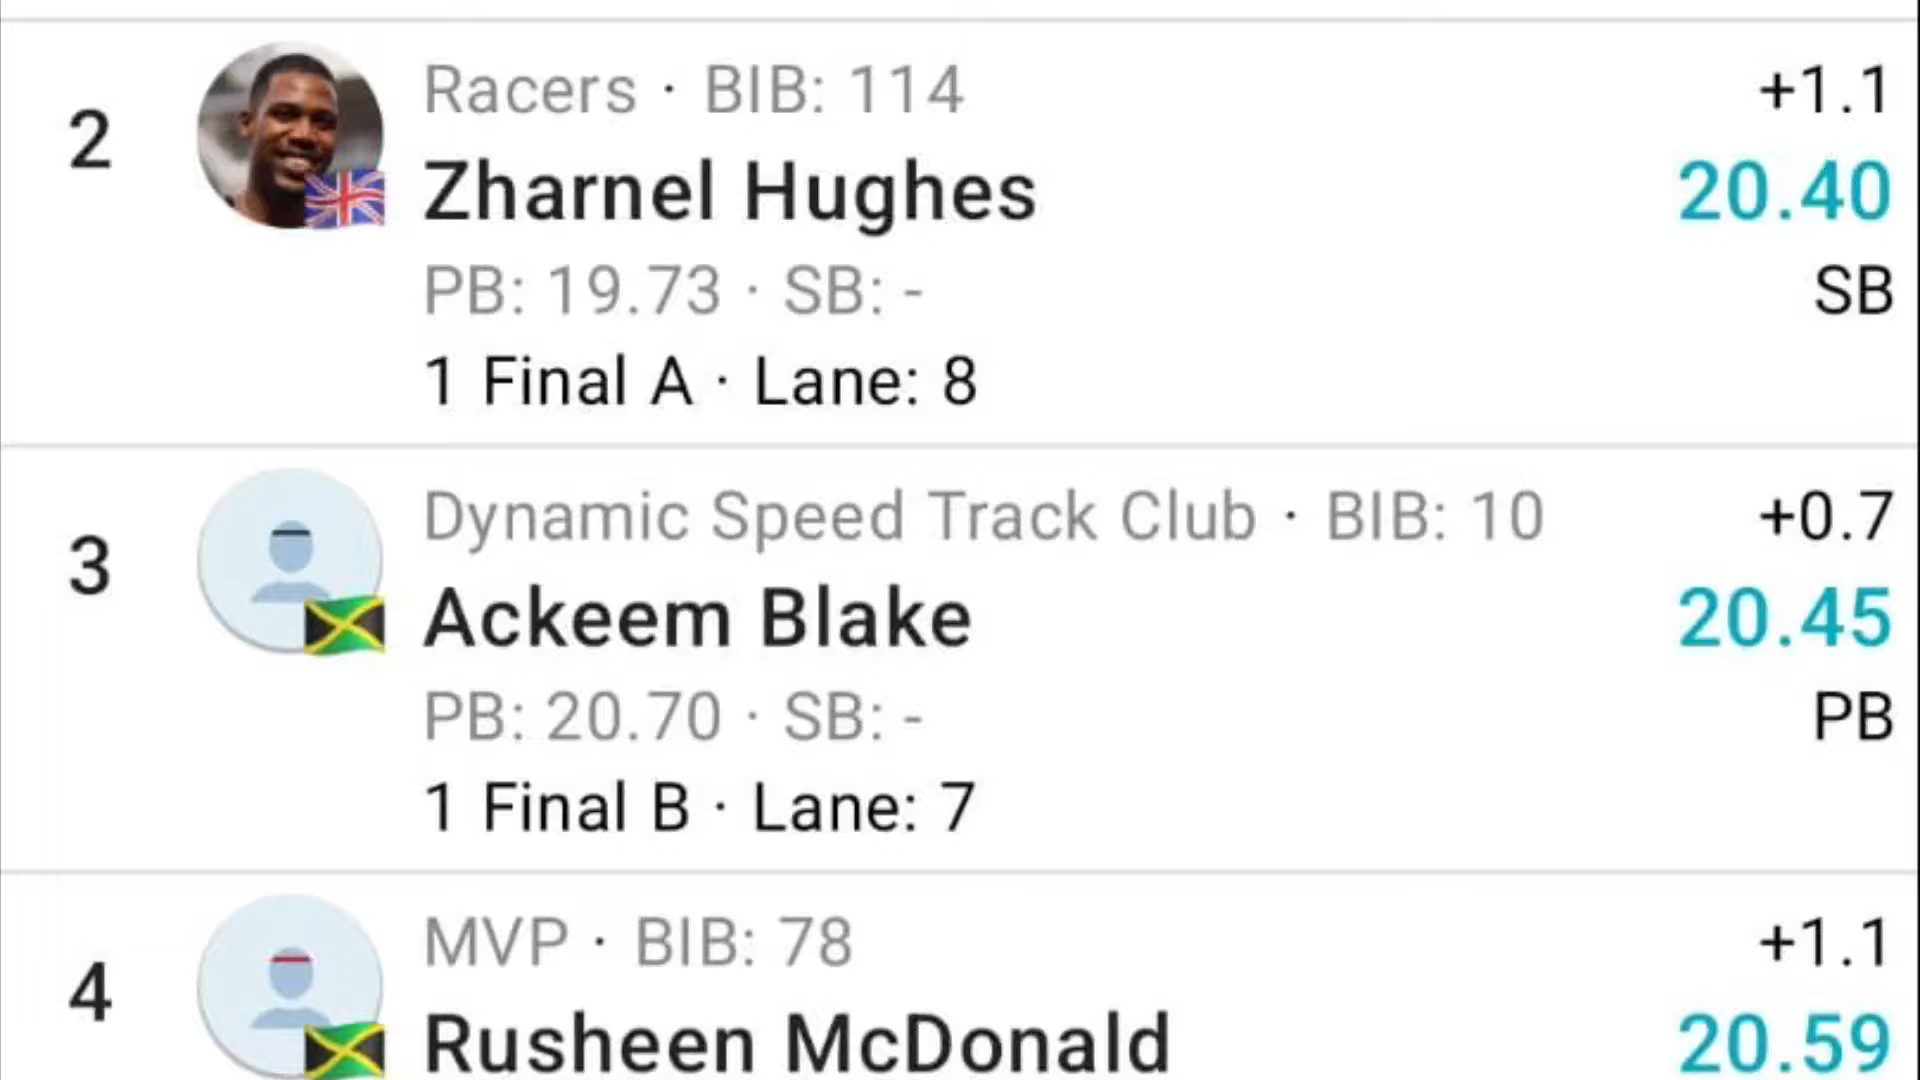 2
Racers · BIB: 114
+1.1
Zharnel Hughes
20.40
PB: 19.73 · SB: -
SB
1 Final A · Lane: 8
3
Dynamic Speed Track Club · BIB: 10
+0.7
Ackeem Blake
20.45
PB: 20.70 · SB: -
PB
1 Final B · Lane: 7
4
MVP · BIB: 78
+1.1
Rusheen McDonald
20.59